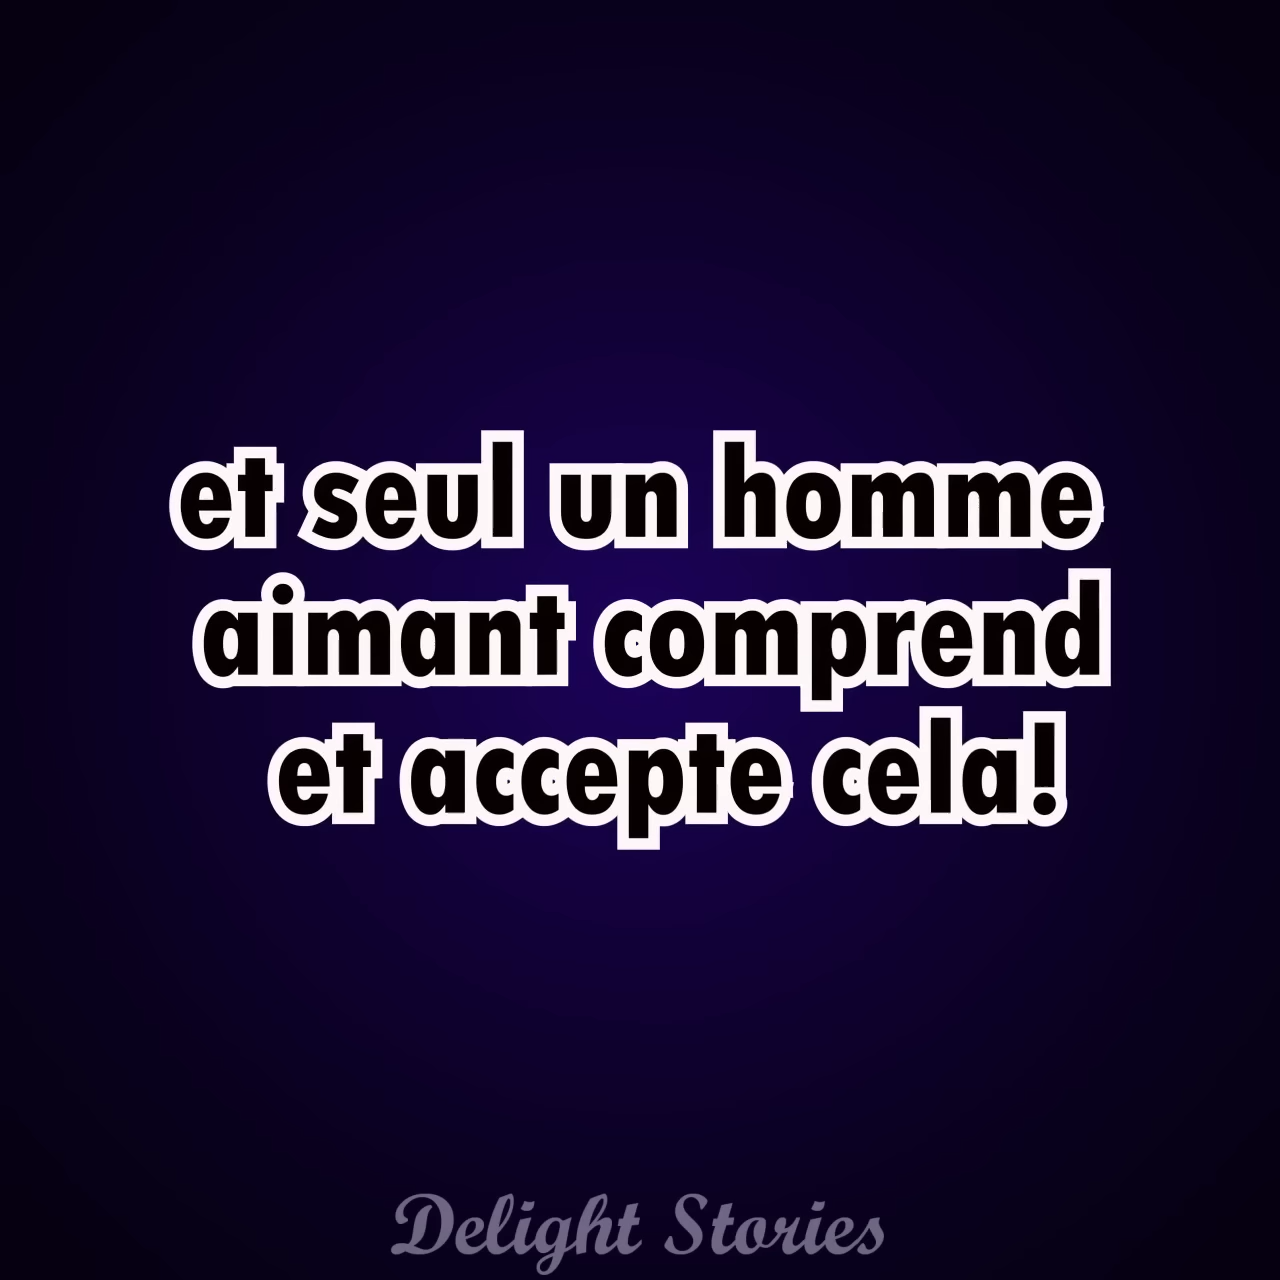 et seul un homme
aimant comprend
et accepte cela!
Delight Stories